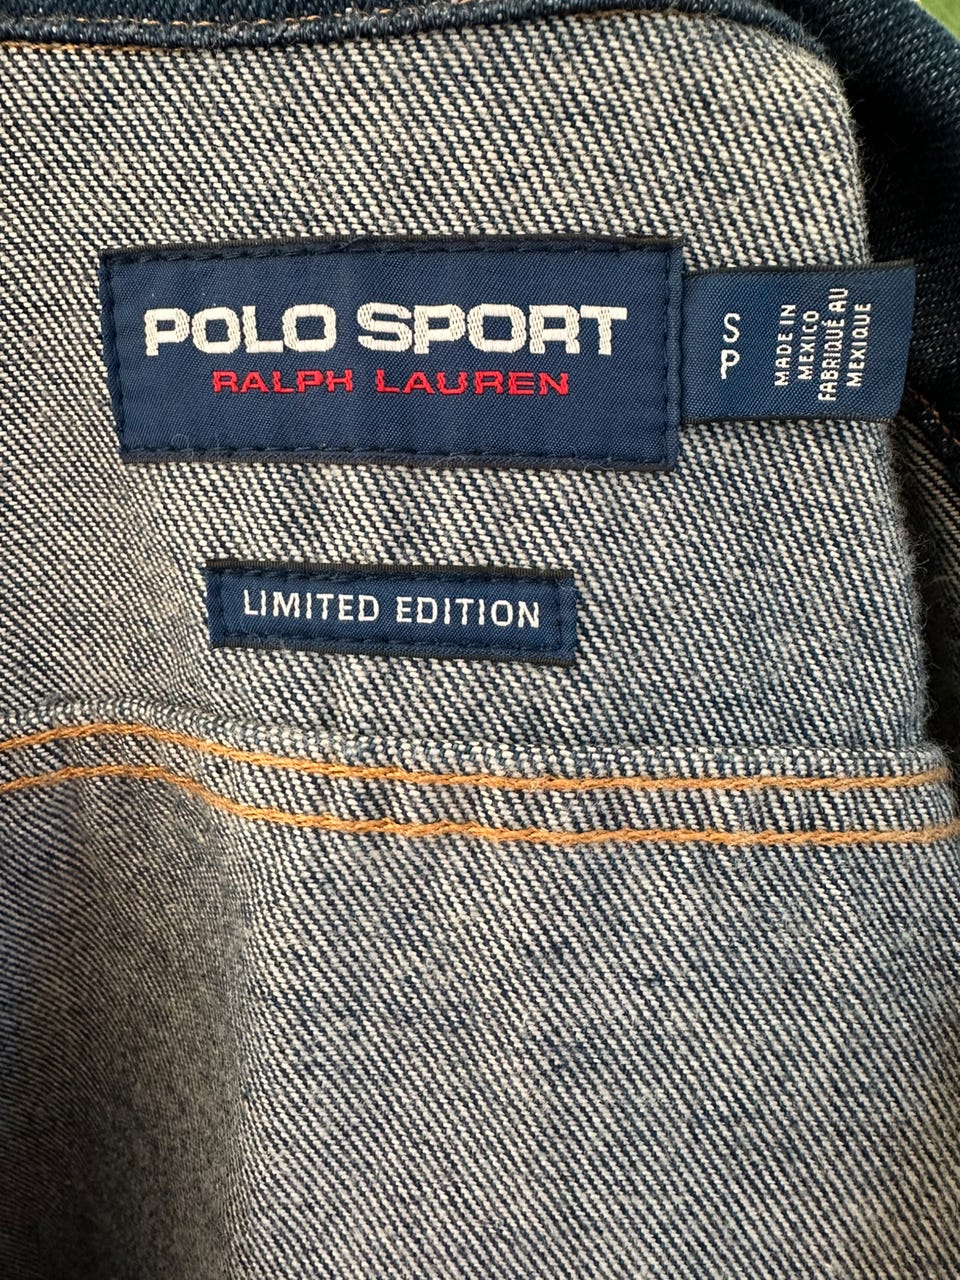 POLO SPORT
RALPH LAUREN
S
P
MADE IN
MEXICO
FABRIQUÉ AU
MEXIQUE
LIMITED EDITION